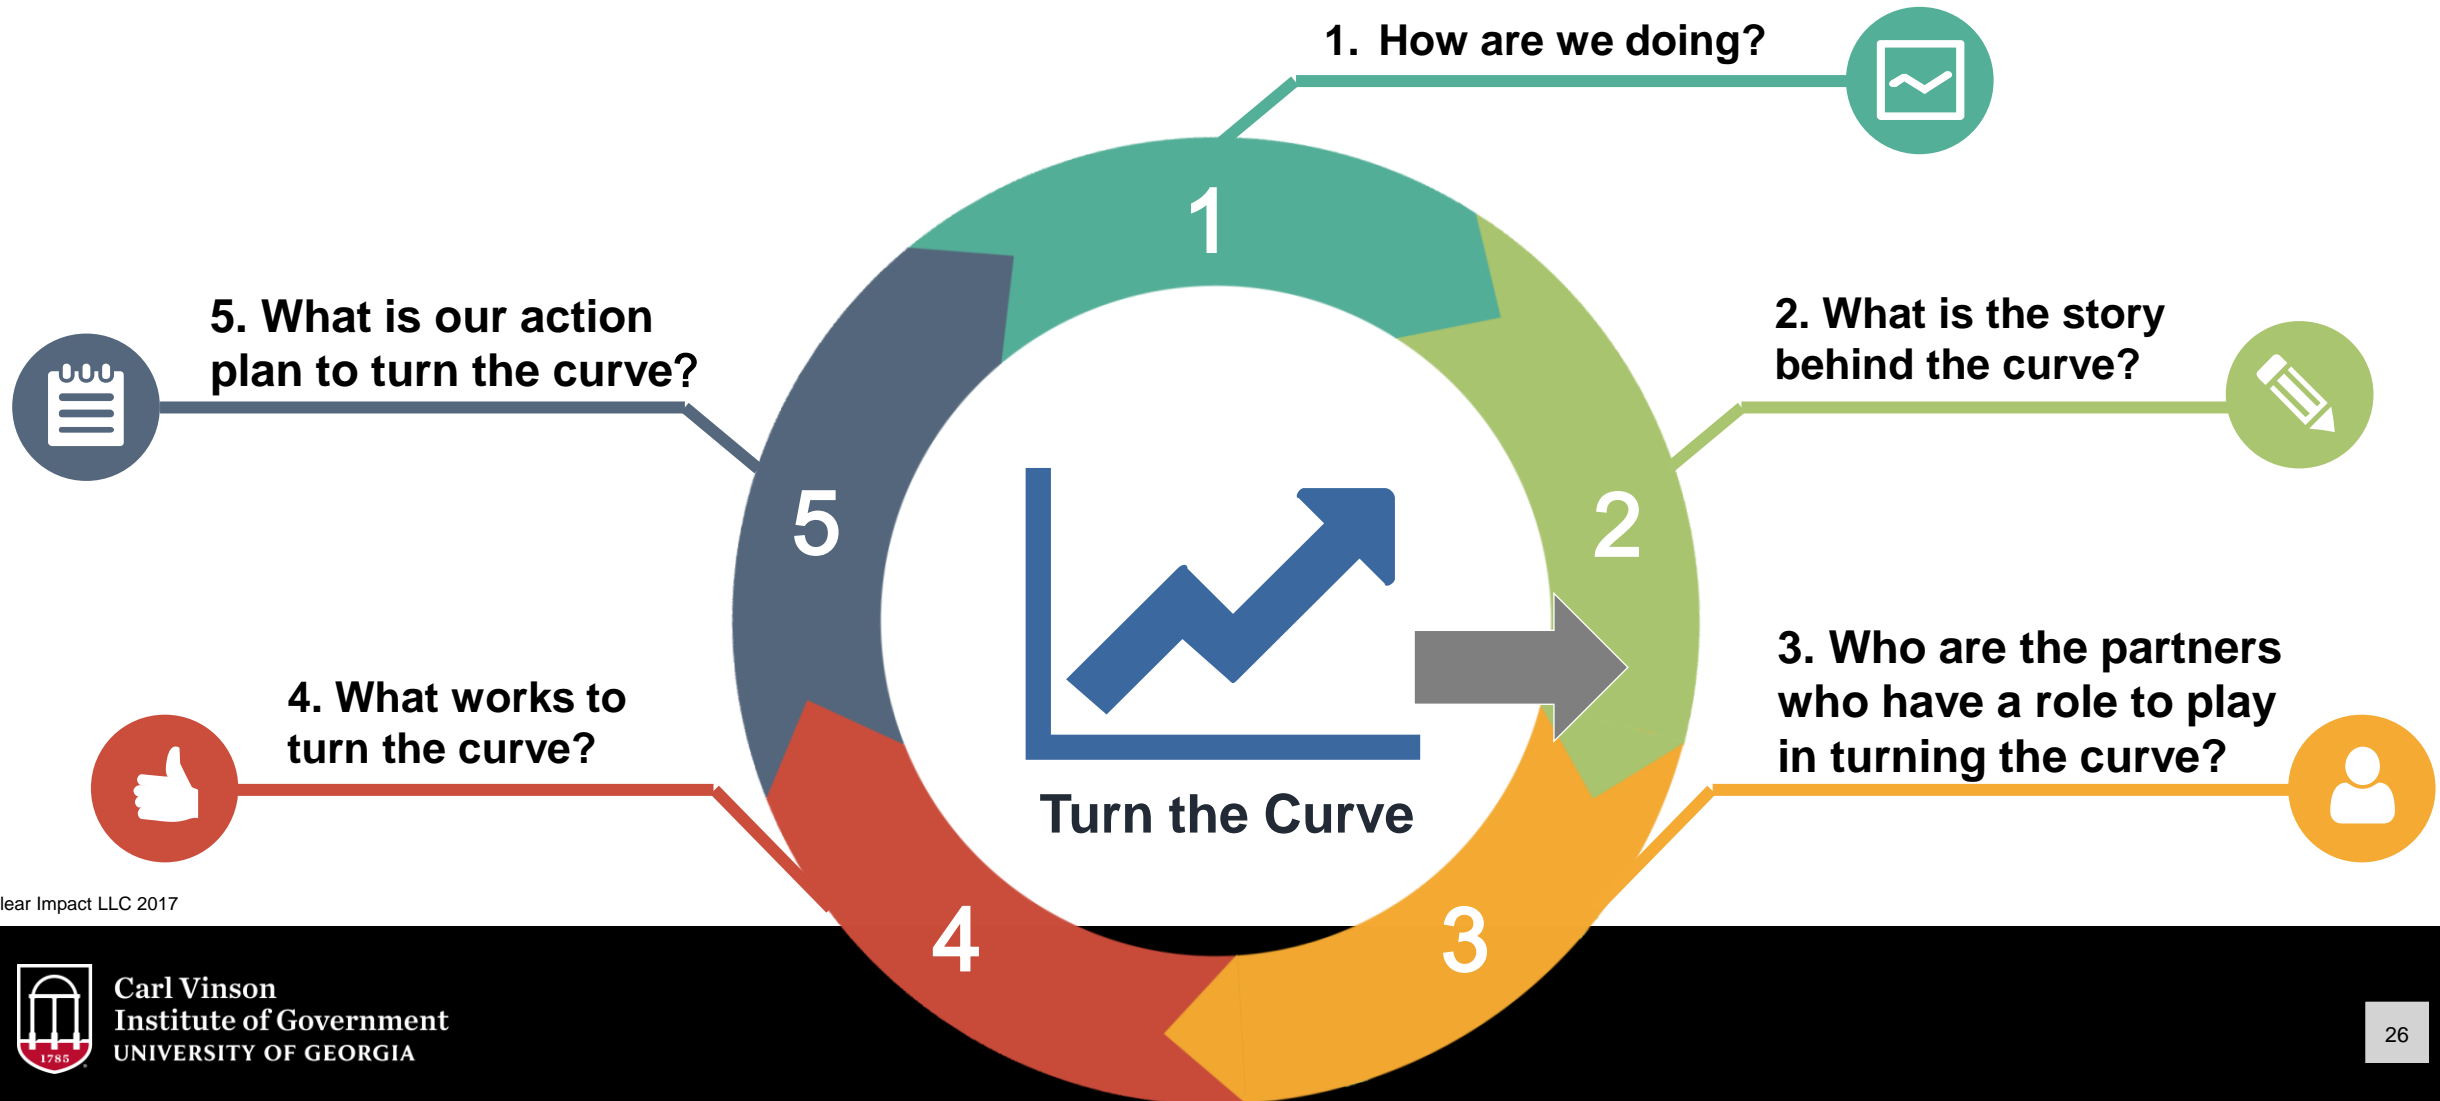 1. How are we doing?
1
5. What is our action
plan to turn the curve?
2. What is the story
behind the curve?
5
2
3. Who are the partners
who have a role to play
in turning the curve?
4. What works to
turn the curve?
Turn the Curve
lear Impact LLC 2017
4
3
Carl Vinson
Institute of Government
UNIVERSITY OF GEORGIA
1785
26